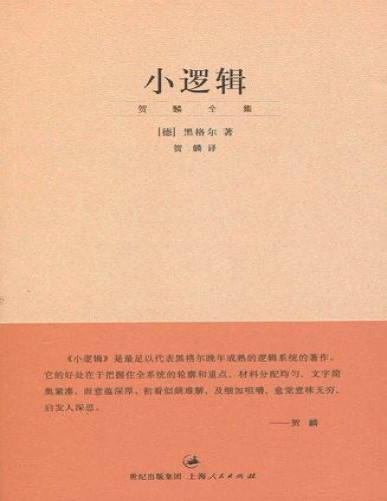 小逻辑
贺麟全集
[德] 黑格尔 著
贺 麟 译
《小逻辑》是最足以代表黑格尔晚年成熟的逻辑系统的著作。
它的好处在于把握住全系统的轮廓和重点，材料分配均匀，文字简
奥紧凑，而意蕴深厚，初看似颇难解，及细加咀嚼，愈觉意味无穷，
启发人深思。
——贺 麟
世纪出版集团 上海人民出版社